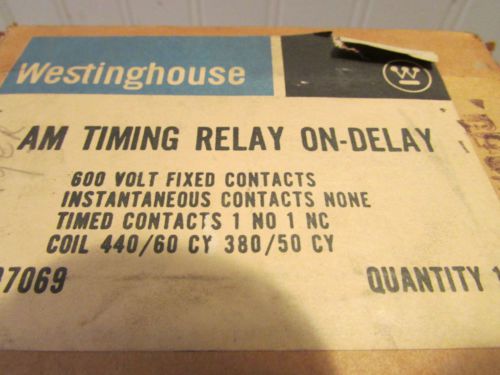 Westinghouse W
AM TIMING RELAY ON-DELAY
600 VOLT FIXED CONTACTS
INSTANTANEOUS CONTACTS NONE
TIMED CONTACTS 1 NO 1 NC
COIL 440/60 CY 380/50 CY
7069 QUANTITY 1